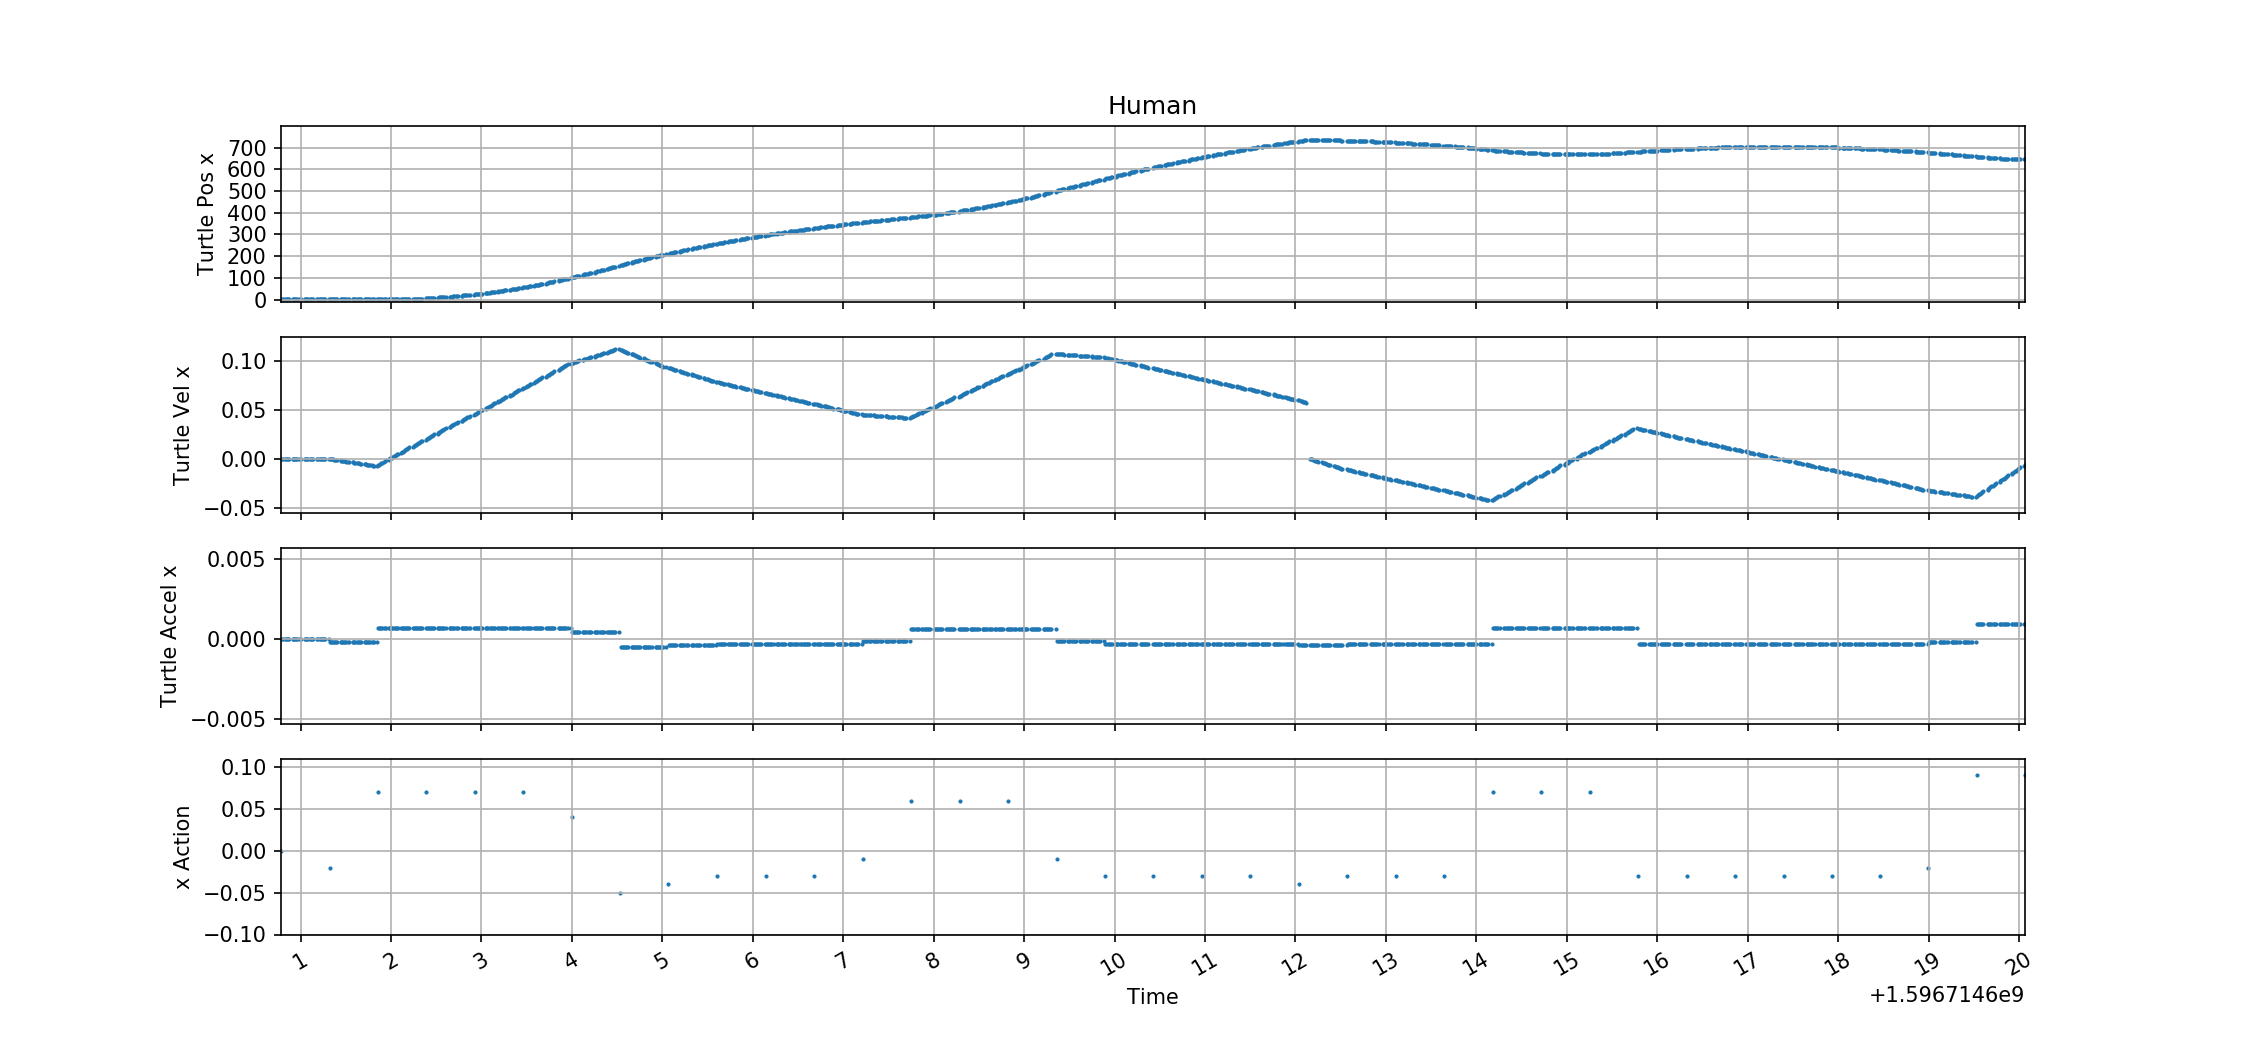 Human
Turtle Pos x
700
600
500
400
300
200
100
0
Turtle Vel x
0.10
0.05
0.00
−0.05
Turtle Accel x
0.005
0.000
−0.005
x Action
0.10
0.05
0.00
−0.05
−0.10
1 2 3 4 5 6 7 8 9 10 11 12 13 14 15 16 17 18 19 20
Time
+1.5967146e9